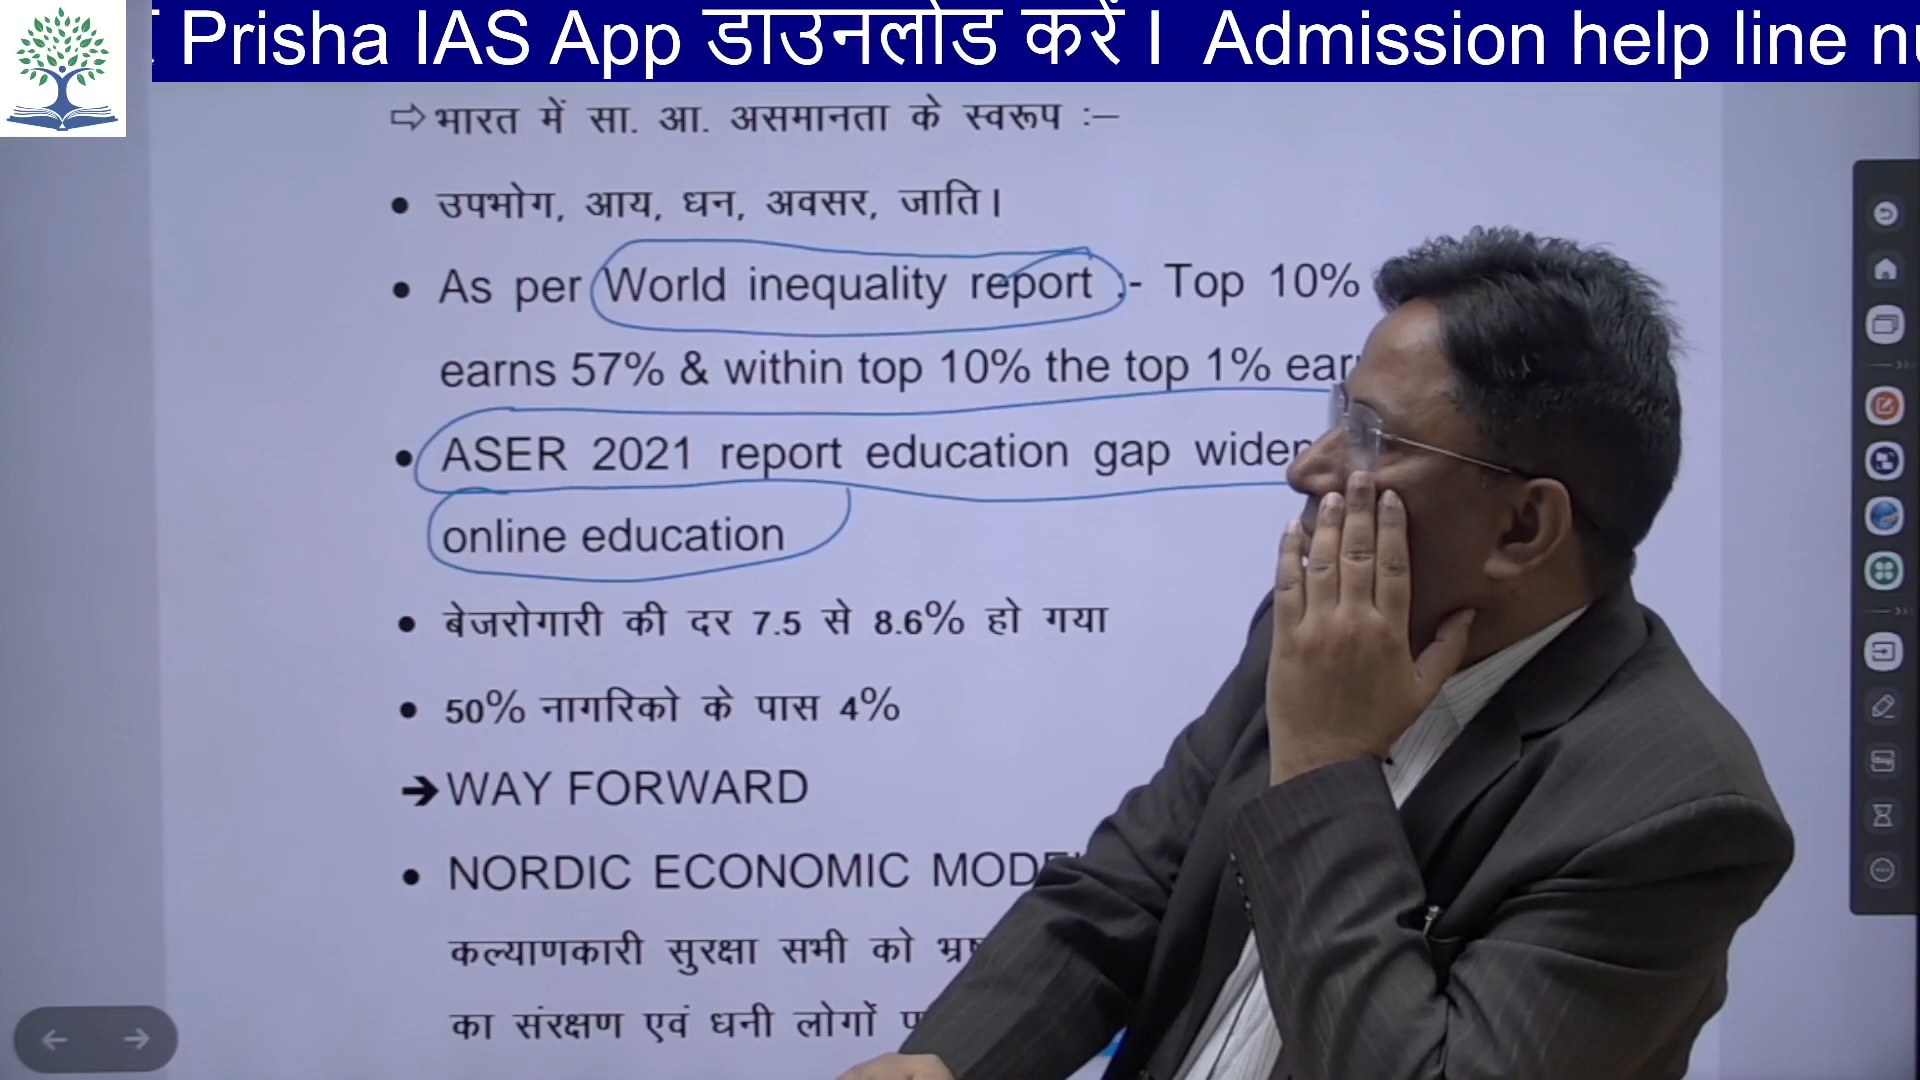 Prisha IAS App डाउनलोड करें I Admission help line
⇨ भारत में सा. आ. असमानता के स्वरूप :–
• उपभोग, आय, धन, अवसर, जाति।
• As per World inequality report :- Top 10%
earns 57% & within top 10% the top 1%
• ASER 2021 report education gap
online education
• बेजरोगारी की दर 7.5 से 8.6% हो गया
• 50% नागरिको के पास 4%
➔ WAY FORWARD
• NORDIC ECONOMIC
कल्याणकारी सुरक्षा सभी को
का संरक्षण एवं धनी लोगों